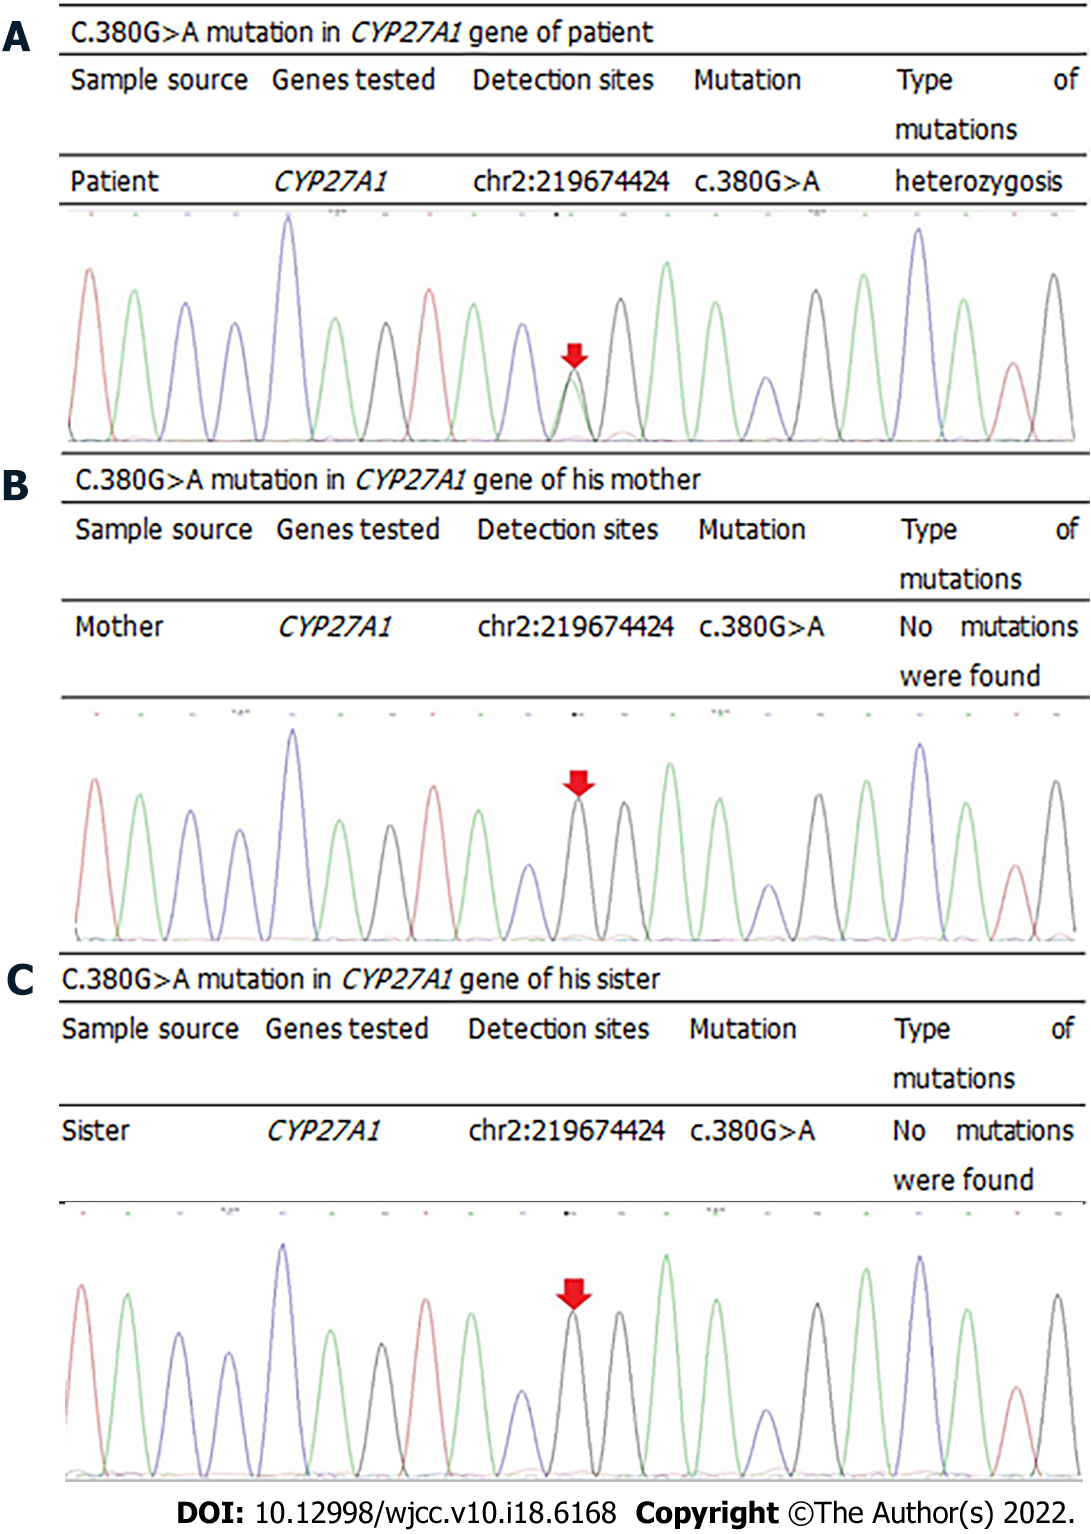 A
C.380G>A mutation in CYP27A1 gene of patient
Sample source Genes tested Detection sites Mutation Type of
mutations
Patient CYP27A1 chr2:219674424 c.380G>A heterozygosis
B
C.380G>A mutation in CYP27A1 gene of his mother
Sample source Genes tested Detection sites Mutation Type of
mutations
Mother CYP27A1 chr2:219674424 c.380G>A No mutations
were found
C
C.380G>A mutation in CYP27A1 gene of his sister
Sample source Genes tested Detection sites Mutation Type of
mutations
Sister CYP27A1 chr2:219674424 c.380G>A No mutations
were found
DOI: 10.12998/wjcc.v10.i18.6168 Copyright ©The Author(s) 2022.